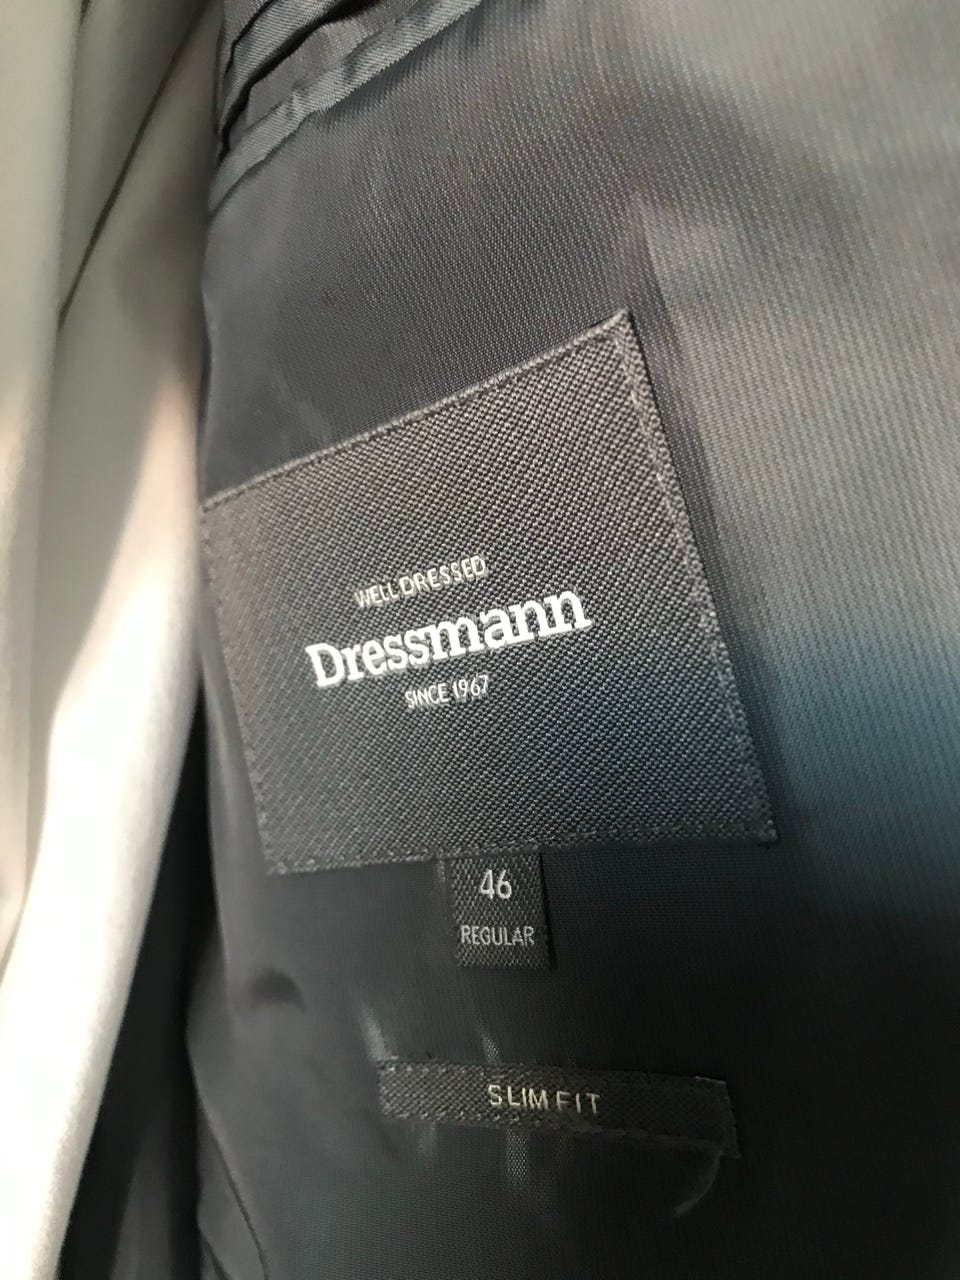 WELL DRESSED
Dressmann
SINCE 1967
46
REGULAR
SLIM FIT